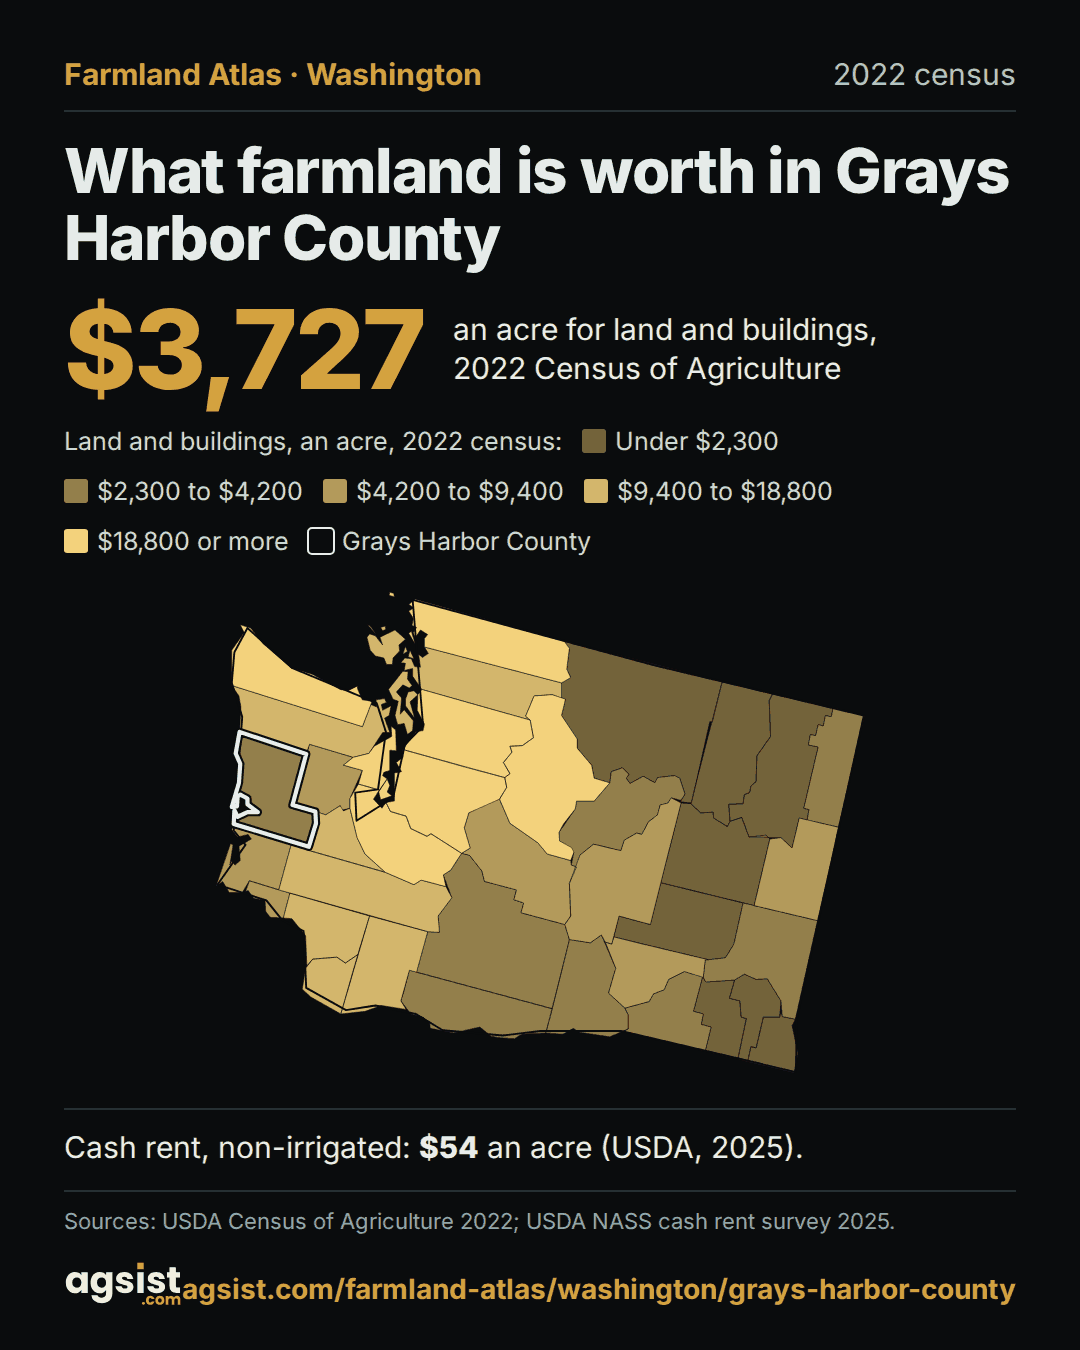 Farmland Atlas · Washington
2022 census
What farmland is worth in Grays
Harbor County
$3,727
an acre for land and buildings,
2022 Census of Agriculture
Land and buildings, an acre, 2022 census: Under $2,300
$2,300 to $4,200 $4,200 to $9,400 $9,400 to $18,800
$18,800 or more Grays Harbor County
Cash rent, non-irrigated: $54 an acre (USDA, 2025).
Sources: USDA Census of Agriculture 2022; USDA NASS cash rent survey 2025.
agsist.com
agsist.com/farmland-atlas/washington/grays-harbor-county